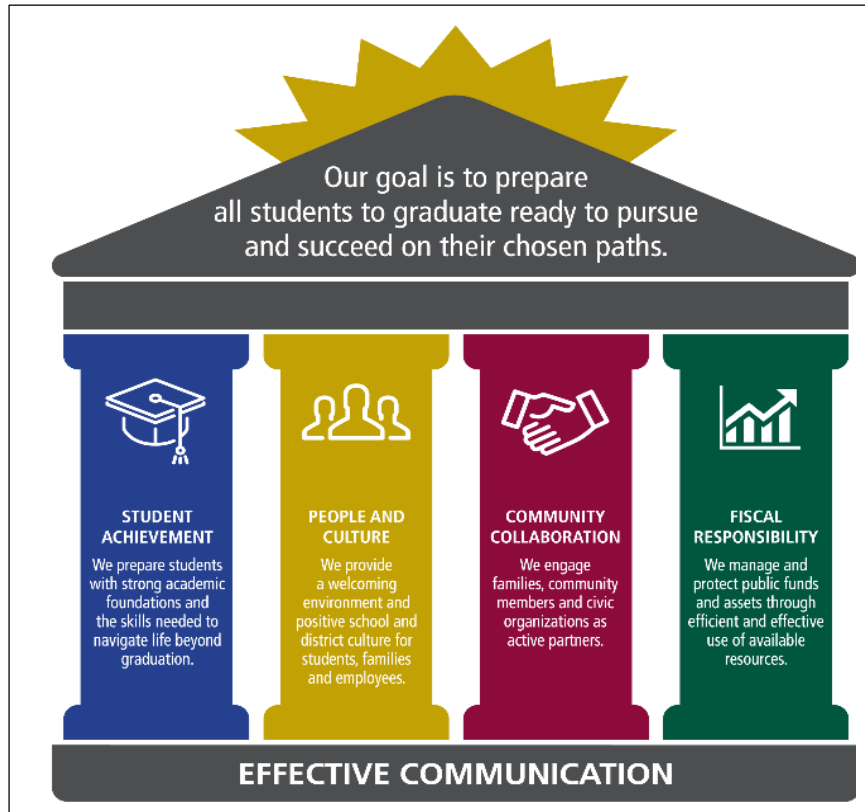 Our goal is to prepare
all students to graduate ready to pursue
and succeed on their chosen paths.
STUDENT
ACHIEVEMENT
We prepare students
with strong academic
foundations and
the skills needed to
navigate life beyond
graduation.
PEOPLE AND
CULTURE
We provide
a welcoming
environment and
positive school and
district culture for
students, families
and employees.
COMMUNITY
COLLABORATION
We engage
families, community
members and civic
organizations as
active partners.
FISCAL
RESPONSIBILITY
We manage and
protect public funds
and assets through
efficient and effective
use of available
resources.
EFFECTIVE COMMUNICATION